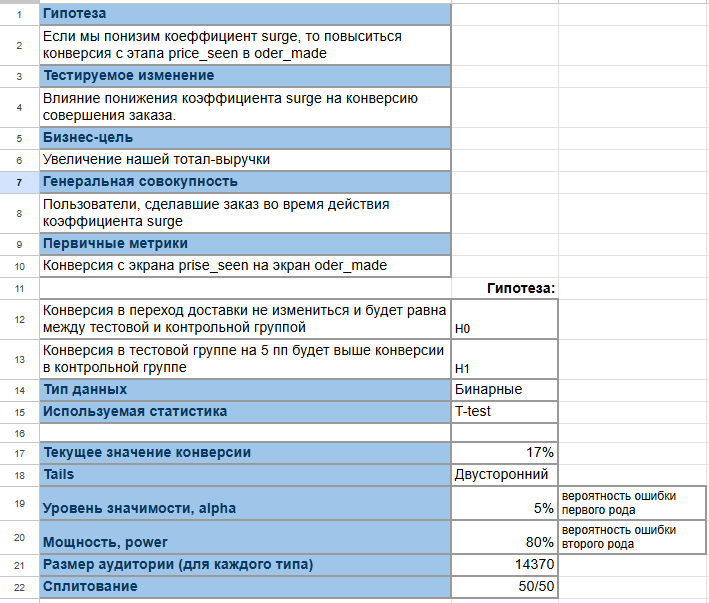 1 Гипотеза
2 Если мы понизим коеффициент surge, то повыситься
конверсия с этапа price_seen в oder_made
3 Тестируемое изменение
4 Влияние понижения коэффициента surge на конверсию
совершения заказа.
5 Бизнес-цель
6 Увеличение нашей тотал-выручки
7 Генеральная совокупность
8 Пользователи, сделавшие заказ во время действия
коэффициента surge
9 Первичные метрики
10 Конверсия с экрана prise_seen на экран oder_made
11 Гипотеза:
12 Конверсия в переход доставки не измениться и будет равна
между тестовой и контрольной группой H0
13 Конверсия в тестовой группе на 5 пп будет выше конверсии
в контрольной группе H1
14 Тип данных Бинарные
15 Используемая статистика T-test
16
17 Текущее значение конверсии 17%
18 Tails Двусторонний
19 Уровень значимости, alpha 5% вероятность ошибки
первого рода
20 Мощность, power 80% вероятность ошибки
второго рода
21 Размер аудитории (для каждого типа) 14370
22 Сплитование 50/50